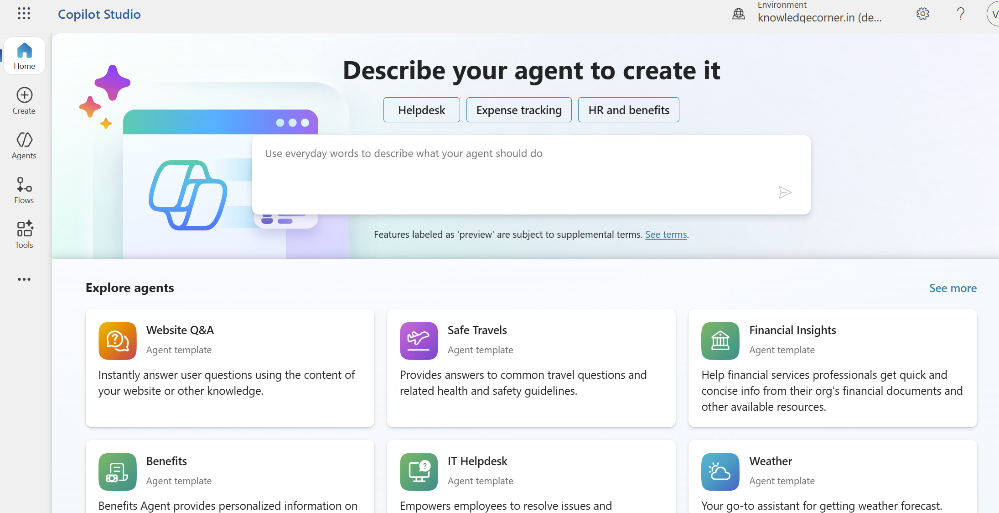 Copilot Studio
Environment
knowledgecorner.in (de...
V
Home
Create
Agents
Flows
Tools
Describe your agent to create it
Helpdesk
Expense tracking
HR and benefits
Use everyday words to describe what your agent should do
Features labeled as 'preview' are subject to supplemental terms. See terms.
Explore agents
See more
Website Q&A
Agent template
Instantly answer user questions using the content of
your website or other knowledge.
Safe Travels
Agent template
Provides answers to common travel questions and
related health and safety guidelines.
Financial Insights
Agent template
Help financial services professionals get quick and
concise info from their org's financial documents and
other available resources.
Benefits
Agent template
Benefits Agent provides personalized information on
IT Helpdesk
Agent template
Empowers employees to resolve issues and
Weather
Agent template
Your go-to assistant for getting weather forecast.